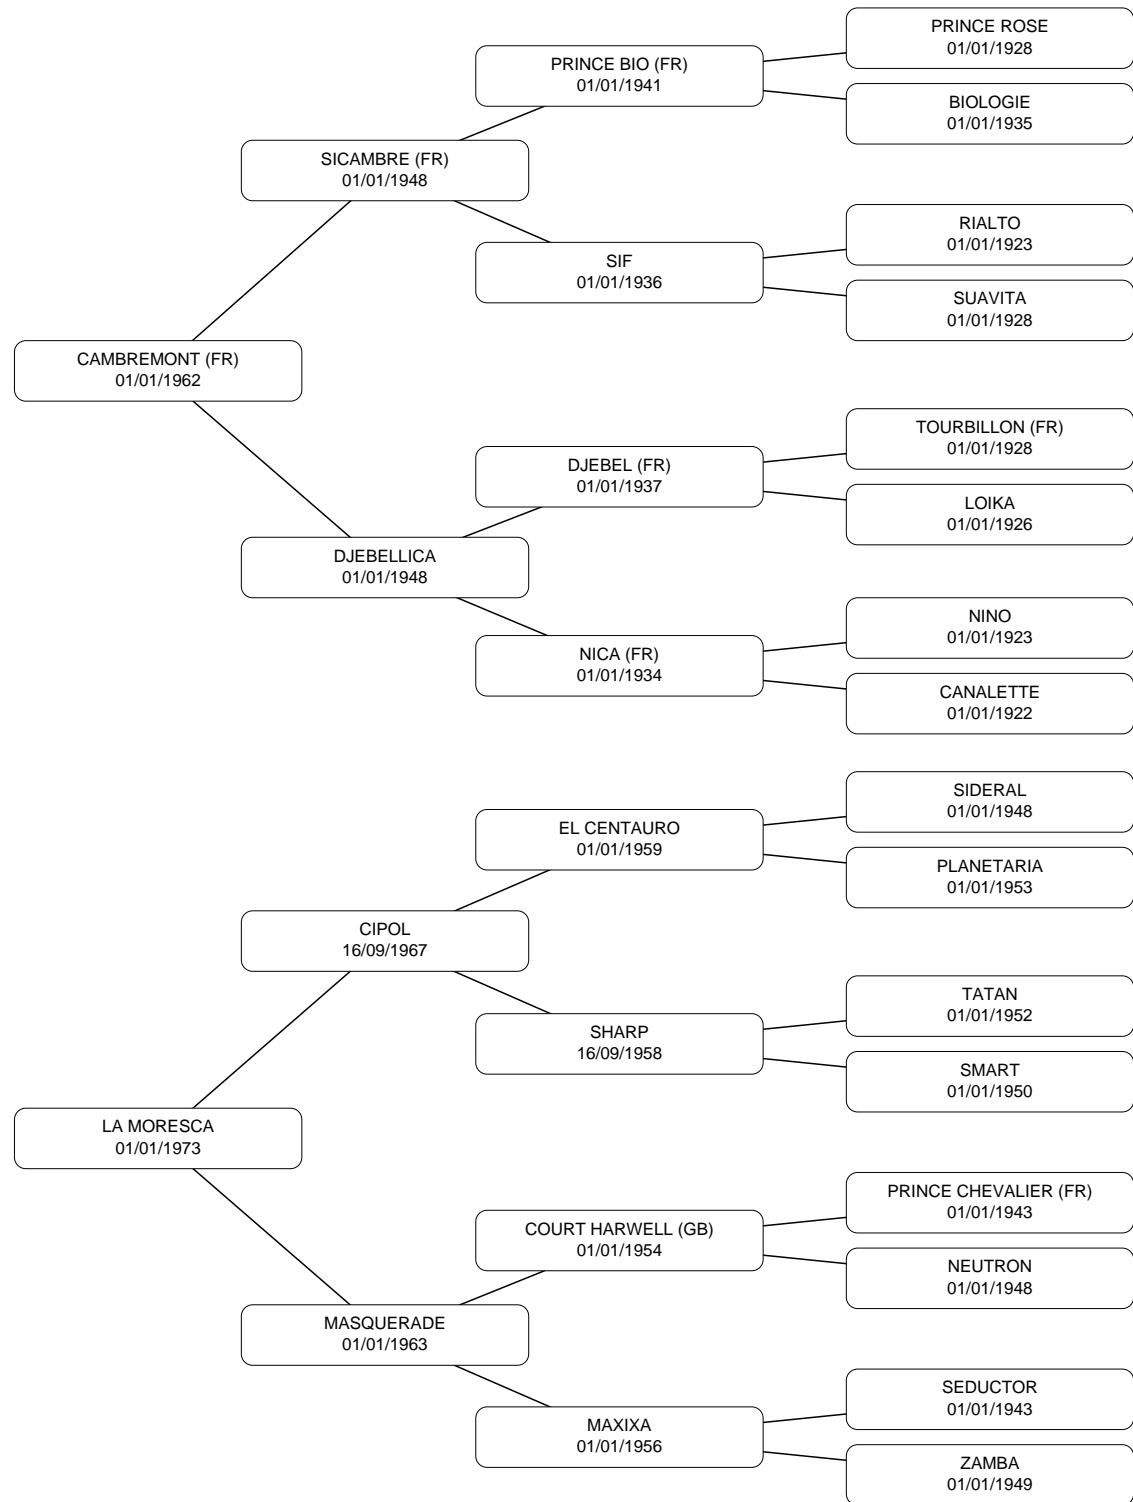 PRINCE ROSE
01/01/1928
PRINCE BIO (FR)
01/01/1941
BIOLOGIE
01/01/1935
SICAMBRE (FR)
01/01/1948
RIALTO
01/01/1923
SIF
01/01/1936
SUAVITA
01/01/1928
CAMBREMONT (FR)
01/01/1962
TOURBILLON (FR)
01/01/1928
DJEBEL (FR)
01/01/1937
LOIKA
01/01/1926
DJEBELLICA
01/01/1948
NINO
01/01/1923
NICA (FR)
01/01/1934
CANALETTE
01/01/1922
SIDERAL
01/01/1948
EL CENTAURO
01/01/1959
PLANETARIA
01/01/1953
CIPOL
16/09/1967
TATAN
01/01/1952
SHARP
16/09/1958
SMART
01/01/1950
LA MORESCA
01/01/1973
PRINCE CHEVALIER (FR)
01/01/1943
COURT HARWELL (GB)
01/01/1954
NEUTRON
01/01/1948
MASQUERADE
01/01/1963
SEDUCTOR
01/01/1943
MAXIXA
01/01/1956
ZAMBA
01/01/1949